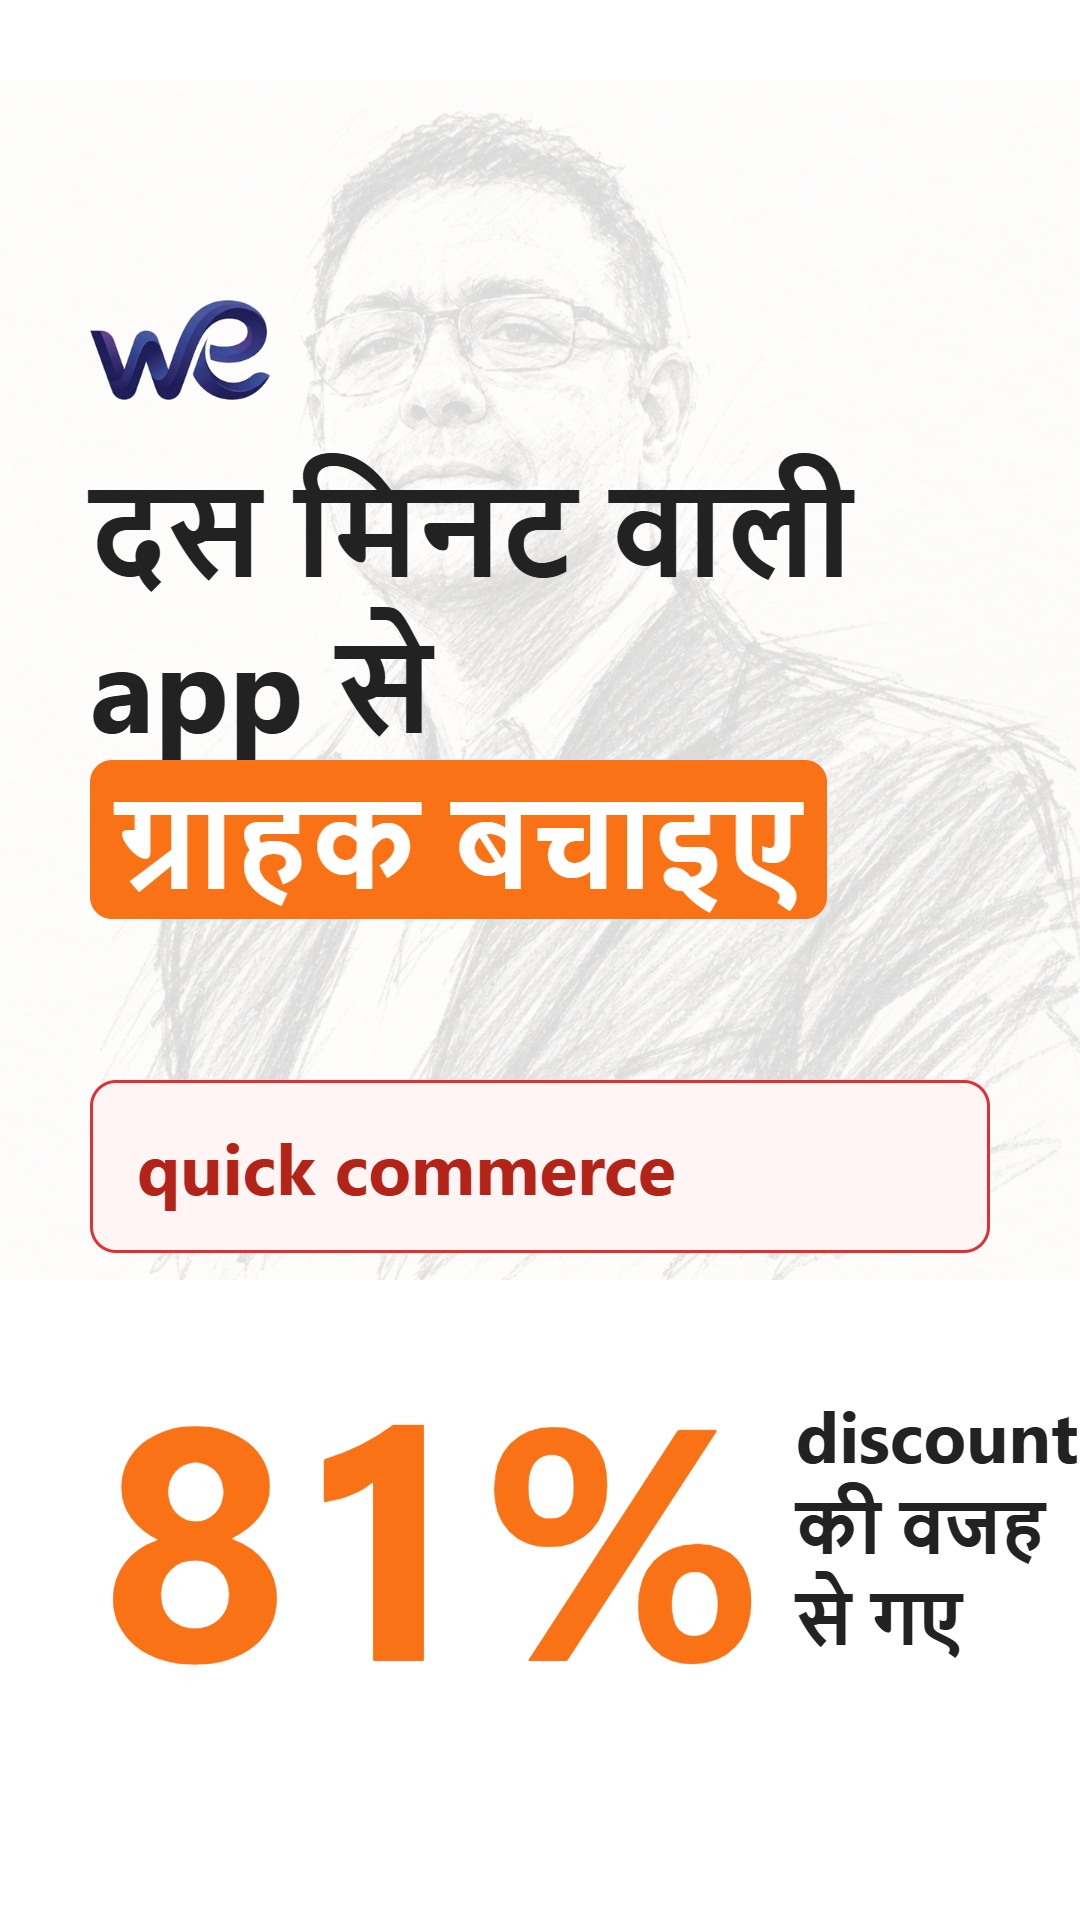 we
दस मिनट वाली
app से
ग्राहक बचाइए
quick commerce
81%
discount
की वजह
से गए